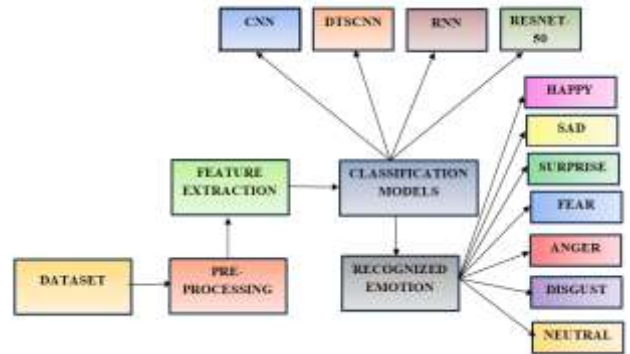 CNN
DTSCNN
RNN
RESNET-
50
HAPPY
SAD
SURPRISE
FEAR
ANGER
DISGUST
NEUTRAL
FEATURE
EXTRACTION
CLASSIFICATION
MODELS
DATASET
PRE-
PROCESSING
RECOGNIZED
EMOTION